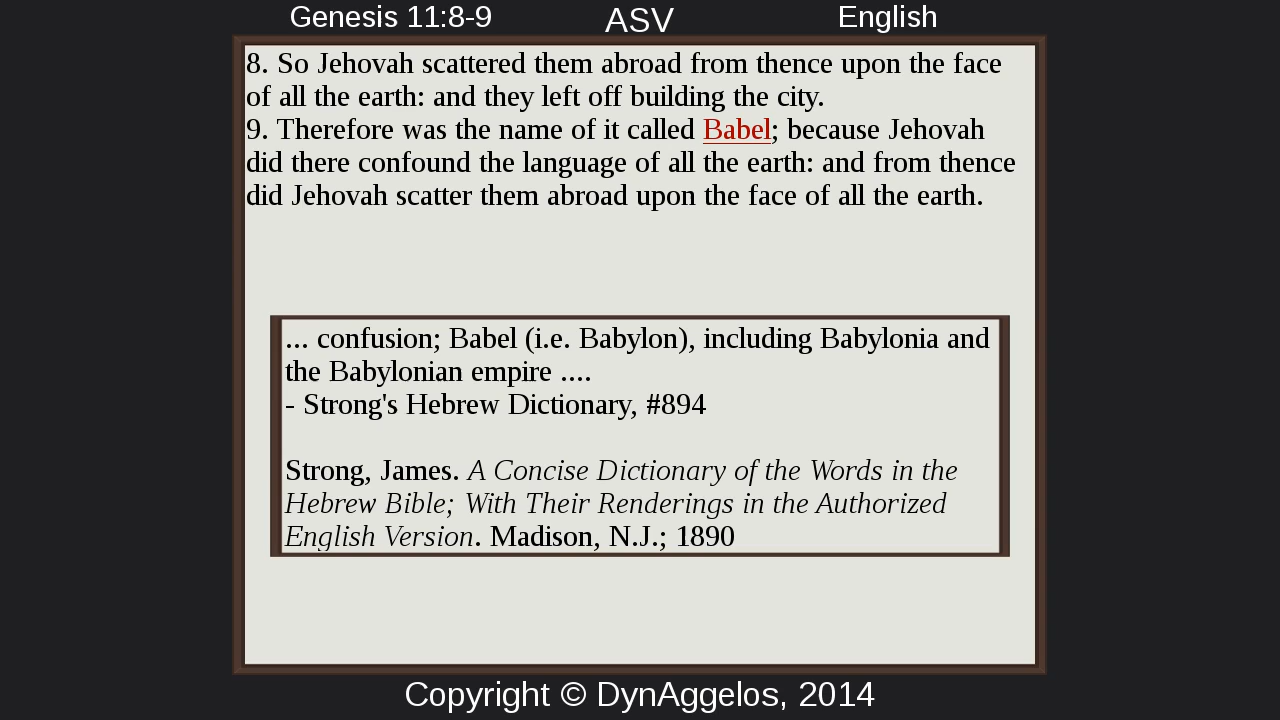 Genesis 11:8-9 ASV English
8. So Jehovah scattered them abroad from thence upon the face
of all the earth: and they left off building the city.
9. Therefore was the name of it called Babel; because Jehovah
did there confound the language of all the earth: and from thence
did Jehovah scatter them abroad upon the face of all the earth.
... confusion; Babel (i.e. Babylon), including Babylonia and
the Babylonian empire ....
- Strong's Hebrew Dictionary, #894
Strong, James. A Concise Dictionary of the Words in the
Hebrew Bible; With Their Renderings in the Authorized
English Version. Madison, N.J.; 1890
Copyright © DynAggelos, 2014